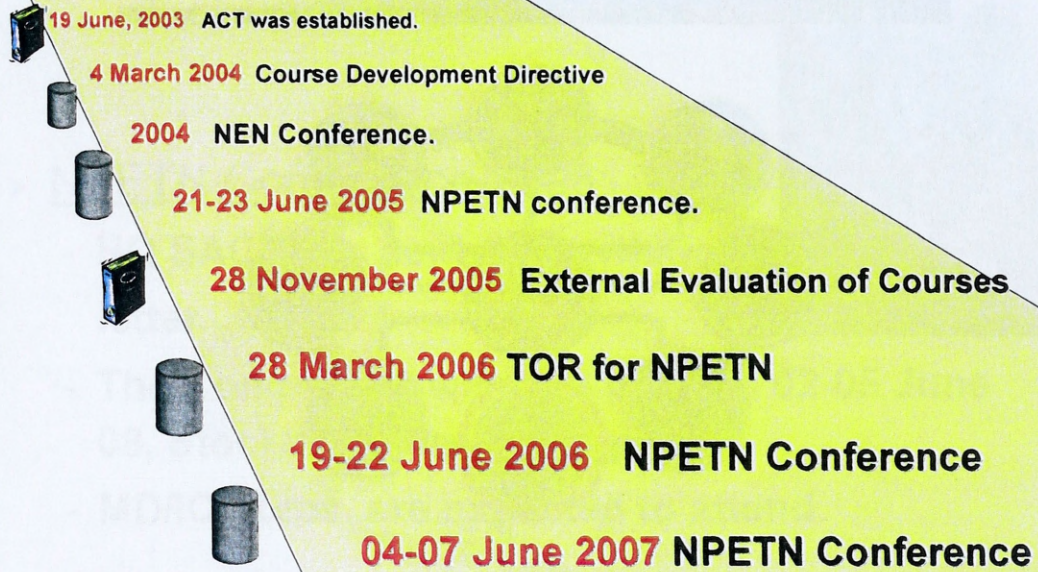 19 June, 2003 ACT was established.
4 March 2004 Course Development Directive
2004 NEN Conference.
21-23 June 2005 NPETN conference.
28 November 2005 External Evaluation of Courses
28 March 2006 TOR for NPETN
19-22 June 2006 NPETN Conference
04-07 June 2007 NPETN Conference